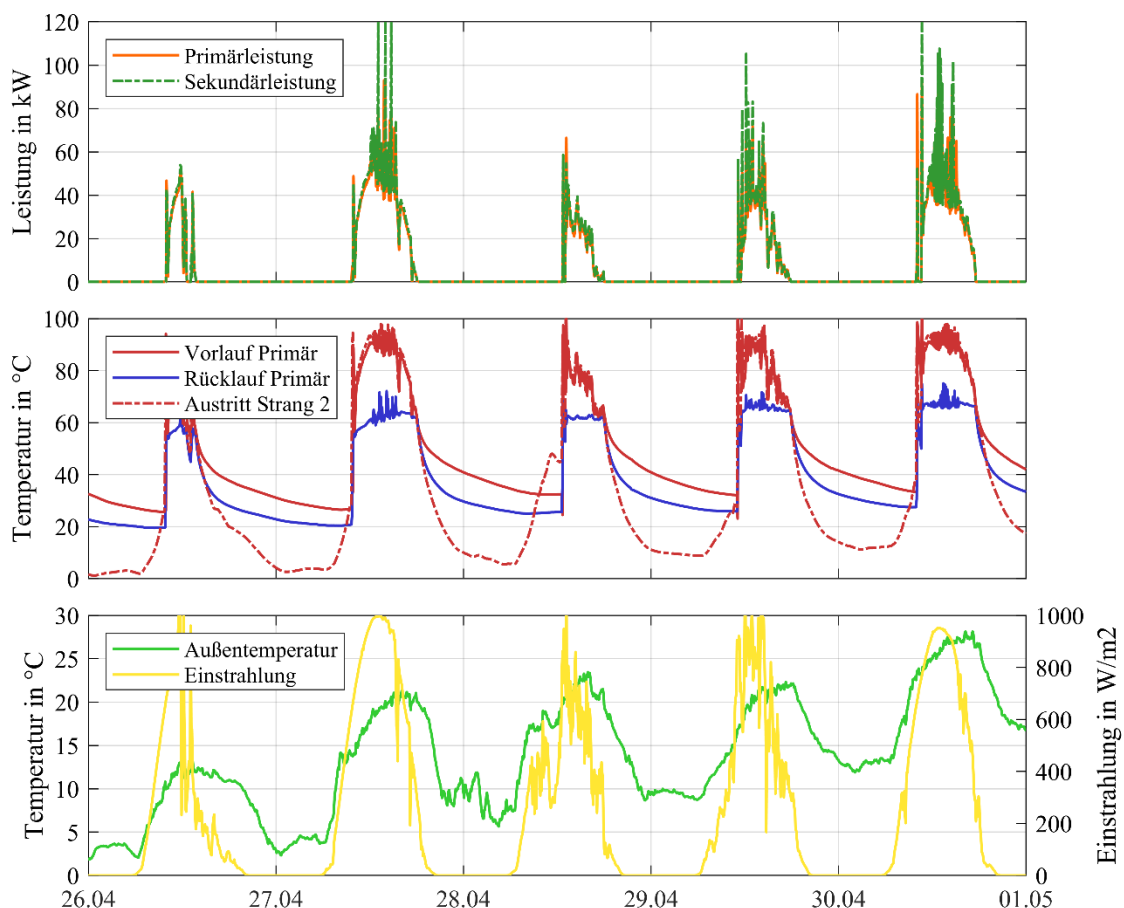 120
100
80
60
40
20
0
Leistung in kW
Primärleistung
Sekundärleistung
100
80
60
40
20
0
Temperatur in °C
Vorlauf Primär
Rücklauf Primär
Austritt Strang 2
30
25
20
15
10
5
0
Temperatur in °C
Außentemperatur
Einstrahlung
1000
800
600
400
200
0
Einstrahlung in W/m2
26.04
27.04
28.04
29.04
30.04
01.05